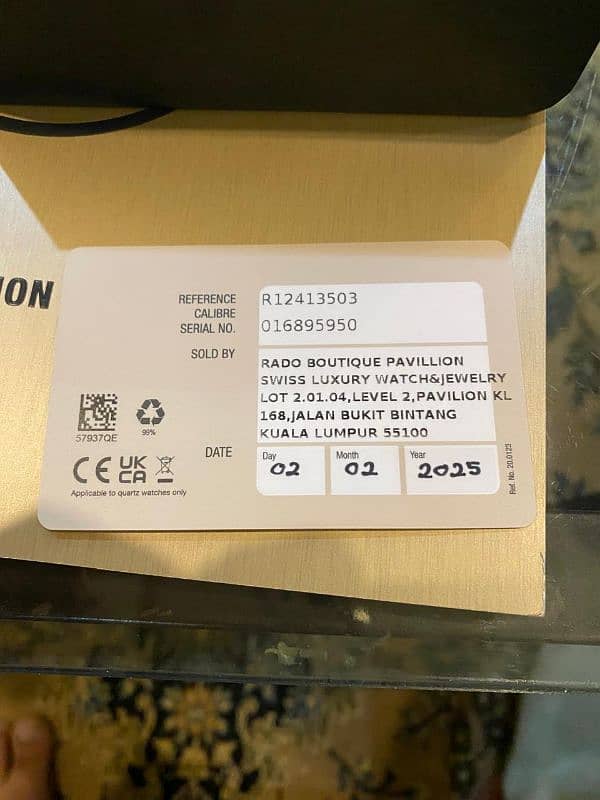 ION
REFERENCE R12413503
CALIBRE
SERIAL NO. 016895950
SOLD BY RADO BOUTIQUE PAVILLION
SWISS LUXURY WATCH&JEWELRY
LOT 2.01.04,LEVEL 2,PAVILION KL
168,JALAN BUKIT BINTANG
KUALA LUMPUR 55100
57937QE
99%
CE UK CA
Applicable to quartz watches only
DATE Day 02 Month 02 Year 2025
Ref. No. 20.0123